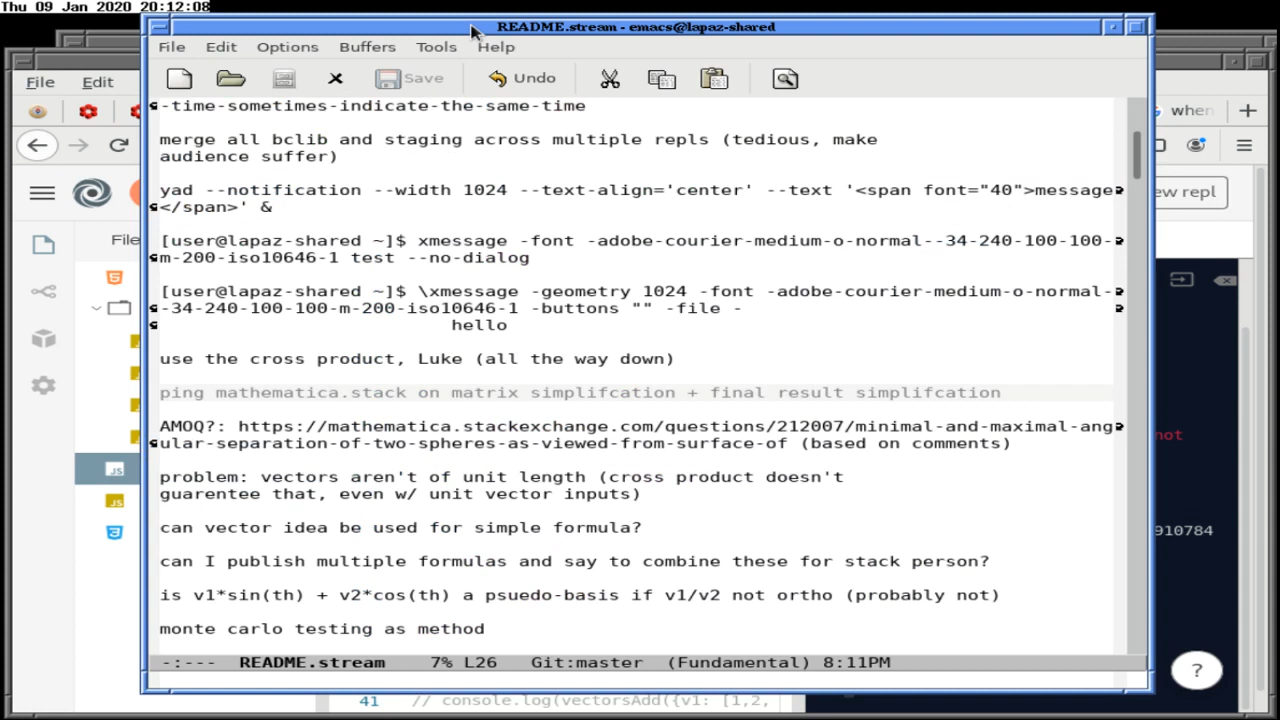 Thu 09 Jan 2020 20:12:08
README.stream - emacs@lapaz-shared
File Edit Options Buffers Tools Help
Save Undo
-time-sometimes-indicate-the-same-time
merge all bclib and staging across multiple repls (tedious, make
audience suffer)
yad --notification --width 1024 --text-align='center' --text '<span font="40">message
</span>' &
[user@lapaz-shared ~]$ xmessage -font -adobe-courier-medium-o-normal--34-240-100-100-
m-200-iso10646-1 test --no-dialog
[user@lapaz-shared ~]$ \xmessage -geometry 1024 -font -adobe-courier-medium-o-normal-
-34-240-100-100-m-200-iso10646-1 -buttons "" -file -
hello
use the cross product, Luke (all the way down)
ping mathematica.stack on matrix simplifcation + final result simplifcation
AMOQ?: https://mathematica.stackexchange.com/questions/212007/minimal-and-maximal-ang
ular-separation-of-two-spheres-as-viewed-from-surface-of (based on comments)
problem: vectors aren't of unit length (cross product doesn't
guarentee that, even w/ unit vector inputs)
can vector idea be used for simple formula?
can I publish multiple formulas and say to combine these for stack person?
is v1*sin(th) + v2*cos(th) a psuedo-basis if v1/v2 not ortho (probably not)
monte carlo testing as method
-:--- README.stream 7% L26 Git:master (Fundamental) 8:11PM
File Edit
File
JS
JS
when
ew repl
not
910784
?
41 // console.log(vectorsAdd({v1: [1,2,